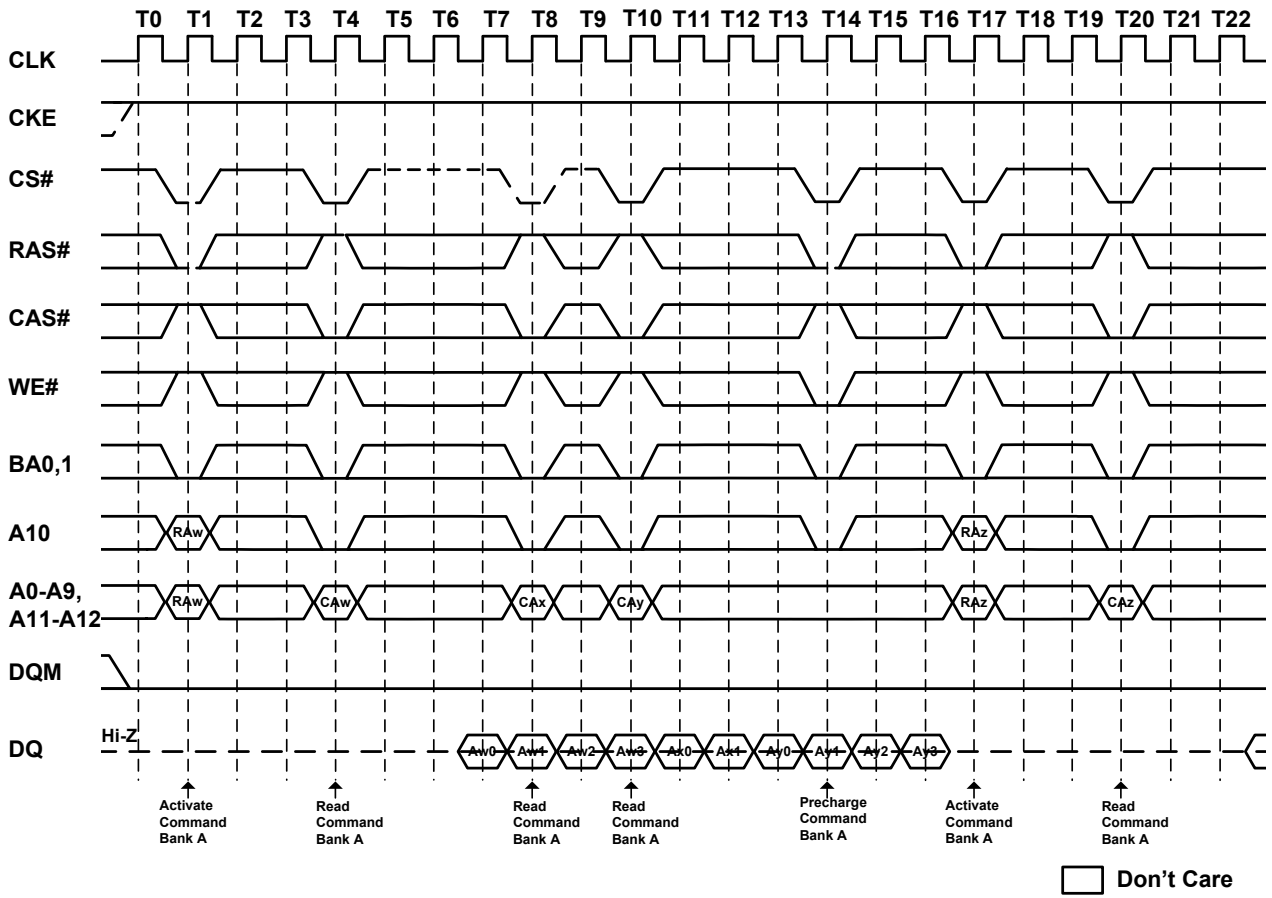 T0 T1 T2 T3 T4 T5 T6 T7 T8 T9 T10 T11 T12 T13 T14 T15 T16 T17 T18 T19 T20 T21 T22
CLK
CKE
CS#
RAS#
CAS#
WE#
BA0,1
A10
RAw RAz
A0-A9,
A11-A12
RAw CAw CAx CAy RAz CAz
DQM
DQ
Hi-Z
Aw0 Aw1 Aw2 Aw3 Ax0 Ax1 Ay0 Ay1 Ay2 Ay3
Activate
Command
Bank A
Read
Command
Bank A
Read
Command
Bank A
Read
Command
Bank A
Precharge
Command
Bank A
Activate
Command
Bank A
Read
Command
Bank A
Don't Care